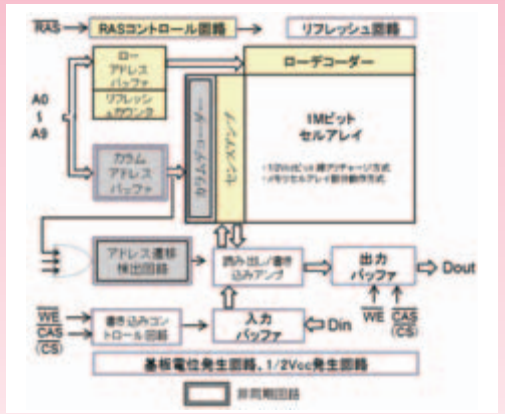 RAS
RASコントロール回路
リフレッシュ回路
ロー
アドレス
バッファ
ローデコーダー
リフレッシ
ュカウンタ
A0
〜
A9
1Mビット
セルアレイ
・1/2Vccビット線プリチャージ方式
・メモリセルアレイ部分動作方式
カラムデコーダー
センスアンプ
カラム
アドレス
バッファ
アドレス遷移
検出回路
読み出し/書き
込みアンプ
出力
バッファ
Dout
WE
CAS
(CS)
書き込みコン
トロール回路
入力
バッファ
Din
WE
CAS
(CS)
基板電位発生回路、1/2Vcc発生回路
非同期回路